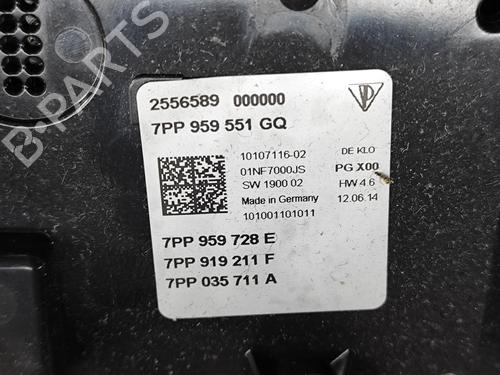 2556589 000000
7PP 959 551 GQ
10107116-02 DE KLO
01NF7000JS PG X00
SW 1900 02 HW 4.6
Made in Germany 12.06.14
101001101011
7PP 959 728 E
7PP 919 211 F
7PP 035 711 A